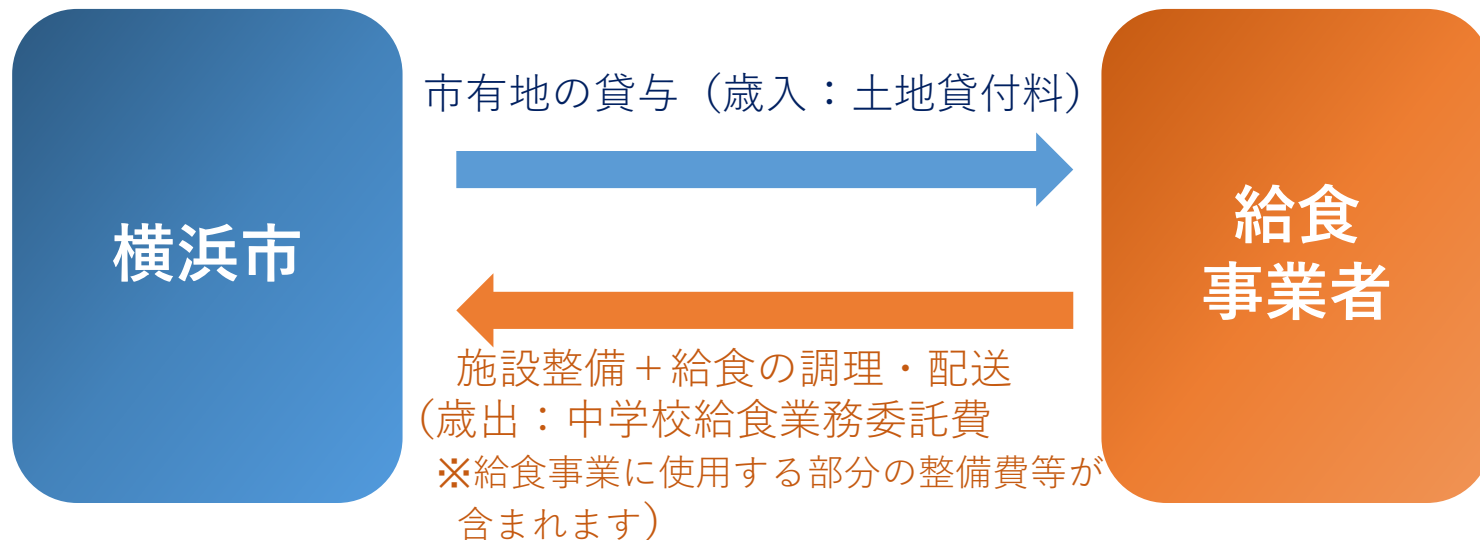 横浜市
市有地の貸与（歳入：土地貸付料）
施設整備＋給食の調理・配送
（歳出：中学校給食業務委託費
※給食事業に使用する部分の整備費等が
含まれます）
給食
事業者